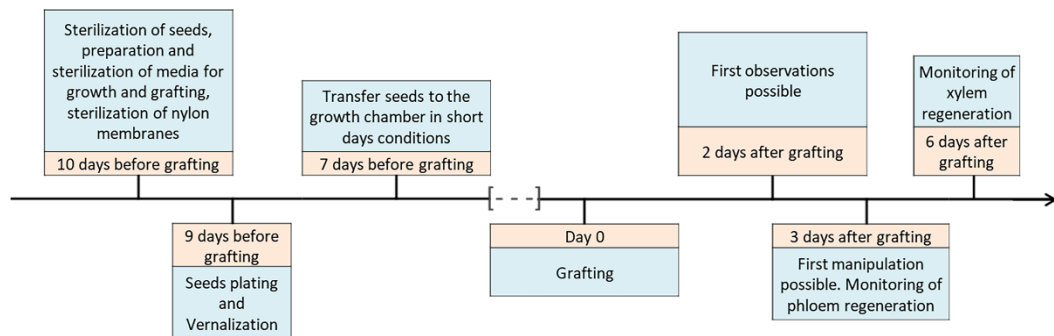 Sterilization of seeds,
preparation and
sterilization of media for
growth and grafting,
sterilization of nylon
membranes
10 days before grafting
9 days before
grafting
Seeds plating
and
Vernalization
Transfer seeds to the
growth chamber in short
days conditions
7 days before grafting
[----]
Day 0
Grafting
First observations
possible
2 days after grafting
3 days after grafting
First manipulation
possible. Monitoring of
phloem regeneration
Monitoring of
xylem
regeneration
6 days after
grafting